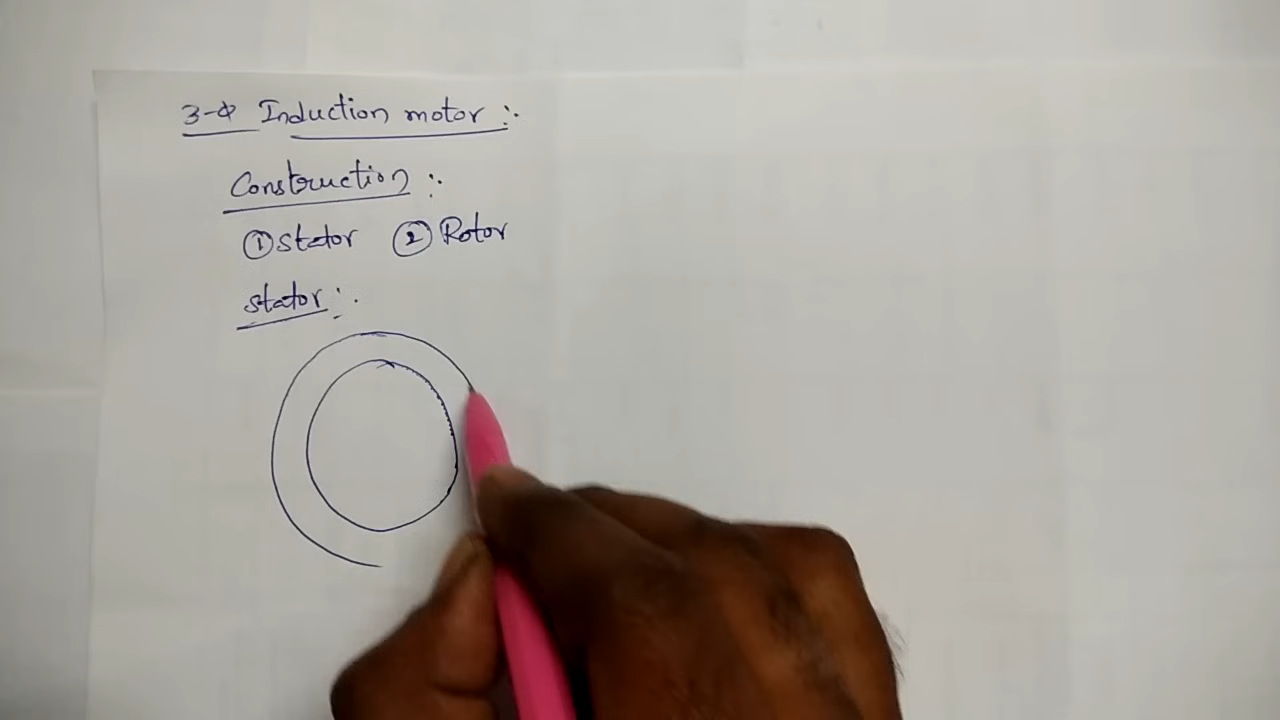 3-ϕ Induction motor :-
Construction :-
① Stator ② Rotor
Stator :-